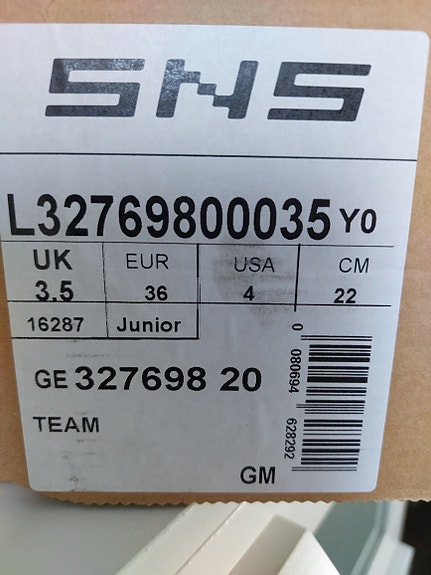 SNS
L32769800035 Y0
UK EUR USA CM
3.5 36 4 22
16287 Junior
GE 327698 20
TEAM
0 080694 628292
GM